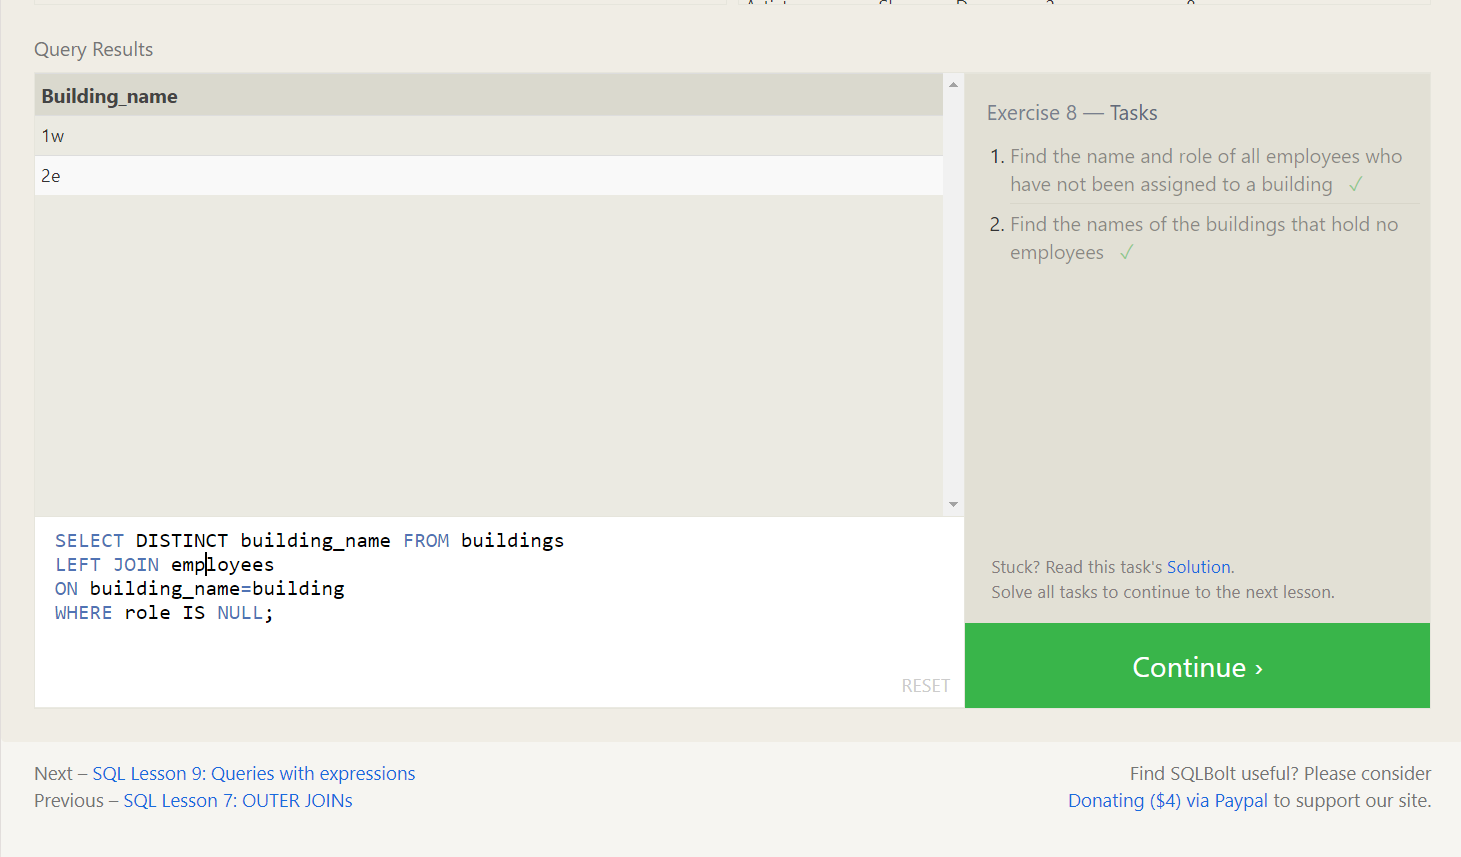 Query Results
Building_name
1w
2e
Exercise 8 — Tasks
1. Find the name and role of all employees who
have not been assigned to a building ✓
2. Find the names of the buildings that hold no
employees ✓
SELECT DISTINCT building_name FROM buildings
LEFT JOIN employees
ON building_name=building
WHERE role IS NULL;
RESET
Stuck? Read this task's Solution.
Solve all tasks to continue to the next lesson.
Continue ›
Next – SQL Lesson 9: Queries with expressions
Previous – SQL Lesson 7: OUTER JOINs
Find SQLBolt useful? Please consider
Donating ($4) via Paypal to support our site.